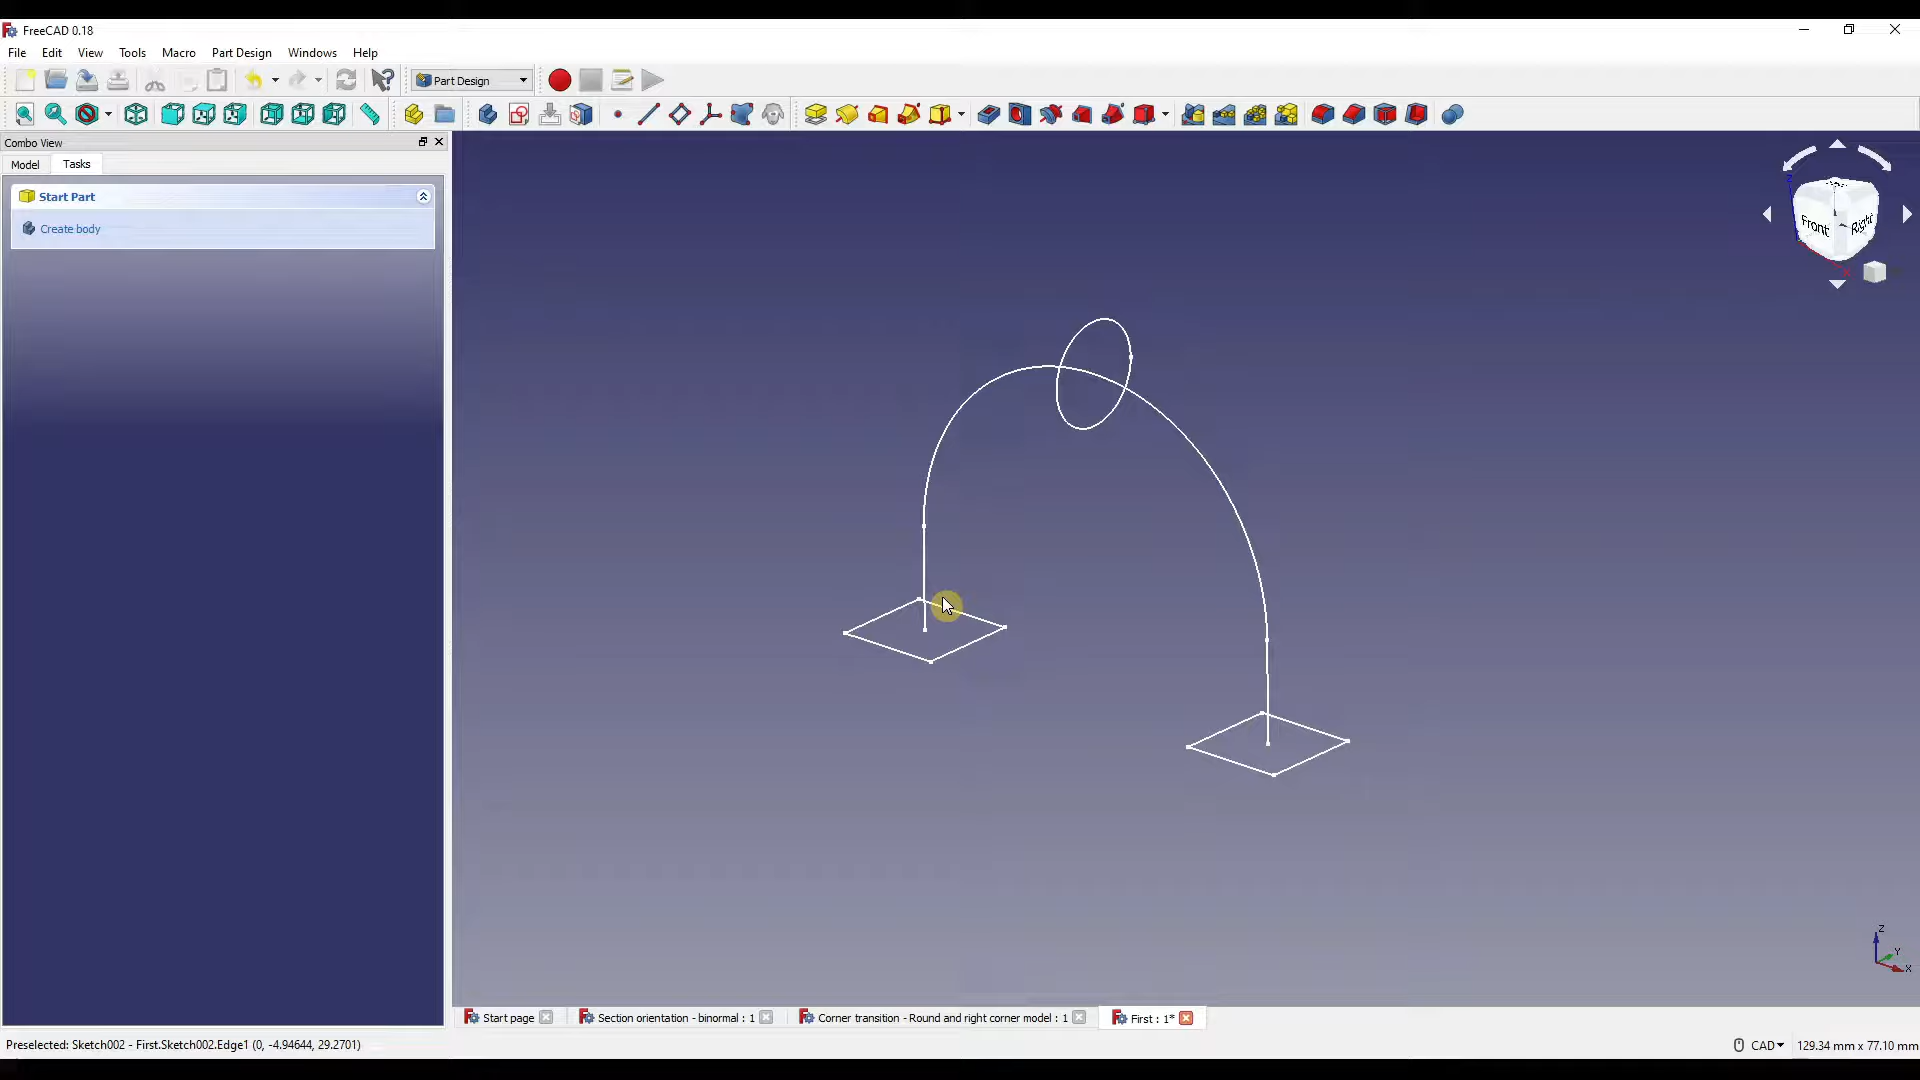 FreeCAD 0.18
File Edit View Tools Macro Part Design Windows Help
Part Design
Combo View
Model Tasks
Start Part
Create body
Front Right
Z
Y
X
Start page Section orientation - binormal : 1 Corner transition - Round and right corner model : 1 First : 1*
Preselected: Sketch002 - First.Sketch002.Edge1 (0, -4.94644, 29.2701) CAD 129.34 mm x 77.10 mm